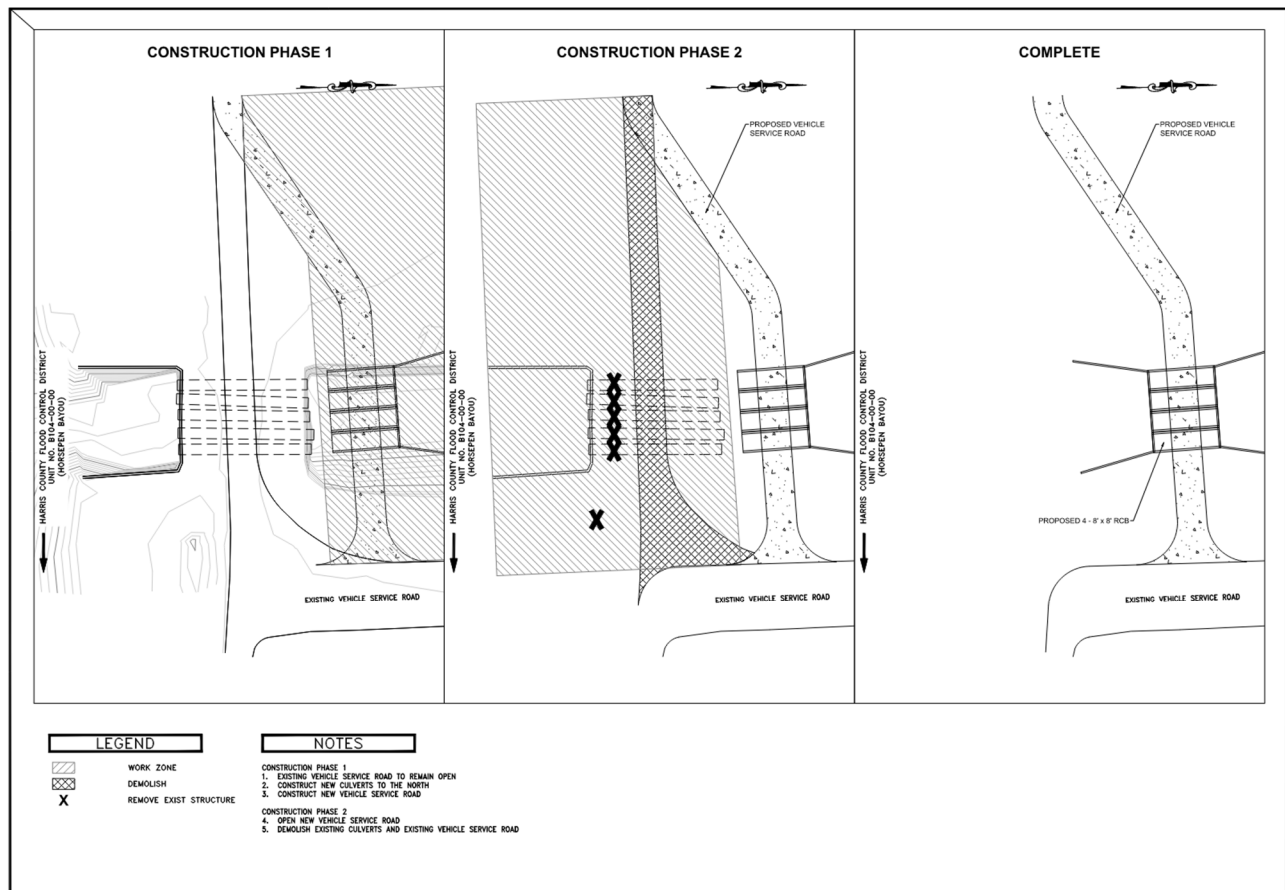 CONSTRUCTION PHASE 1
HARRIS COUNTY FLOOD CONTROL DISTRICT
UNIT NO. B104-00-00
(HORSEPEN BAYOU)
EXISTING VEHICLE SERVICE ROAD
CONSTRUCTION PHASE 2
PROPOSED VEHICLE
SERVICE ROAD
HARRIS COUNTY FLOOD CONTROL DISTRICT
UNIT NO. B104-00-00
(HORSEPEN BAYOU)
X
EXISTING VEHICLE SERVICE ROAD
COMPLETE
PROPOSED VEHICLE
SERVICE ROAD
HARRIS COUNTY FLOOD CONTROL DISTRICT
UNIT NO. B104-00-00
(HORSEPEN BAYOU)
PROPOSED 4 - 8' x 8' RCB
EXISTING VEHICLE SERVICE ROAD
LEGEND
WORK ZONE
DEMOLISH
X REMOVE EXIST STRUCTURE
NOTES
CONSTRUCTION PHASE 1
1. EXISTING VEHICLE SERVICE ROAD TO REMAIN OPEN
2. CONSTRUCT NEW CULVERTS TO THE NORTH
3. CONSTRUCT NEW VEHICLE SERVICE ROAD
CONSTRUCTION PHASE 2
4. OPEN NEW VEHICLE SERVICE ROAD
5. DEMOLISH EXISTING CULVERTS AND EXISTING VEHICLE SERVICE ROAD